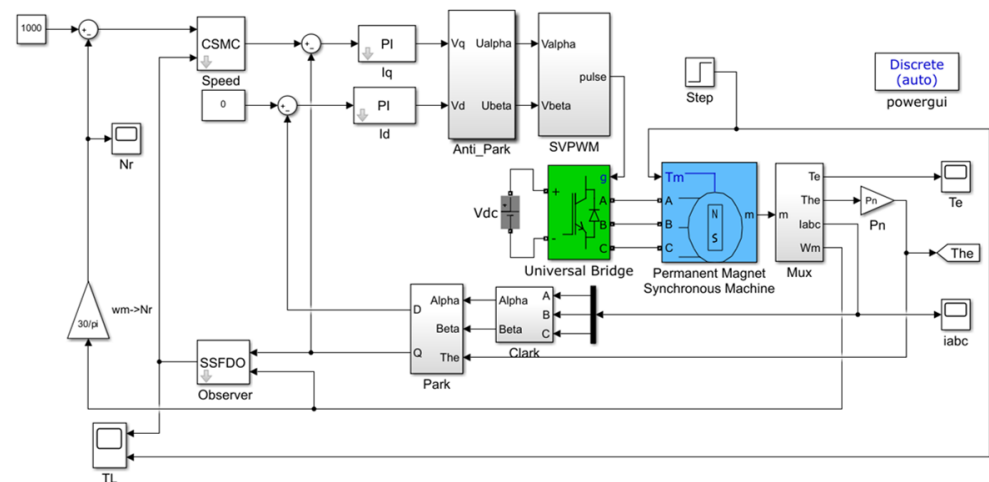 1000
+
-
CSMC
Speed
+
-
PI
Iq
0
+
-
PI
Id
Vq
Ualpha
Vd
Ubeta
Anti_Park
Valpha
pulse
Vbeta
SVPWM
Step
Discrete
(auto)
powergui
Nr
Vdc
+
-
g
A
B
C
Universal Bridge
Tm
A
B
C
N
S
m
Permanent Magnet
Synchronous Machine
m
Te
The
Iabc
Wm
Mux
Te
Pn
Pn
The
iabc
30/pi
wm->Nr
D
Q
Alpha
Beta
The
Park
Alpha
Beta
A
B
C
Clark
SSFDO
Observer
TL